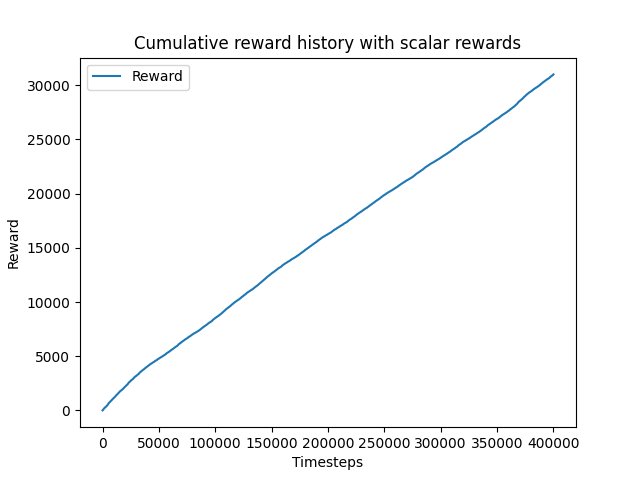 Cumulative reward history with scalar rewards
Reward
30000
25000
20000
15000
10000
5000
0
Reward
0 50000 100000 150000 200000 250000 300000 350000 400000
Timesteps